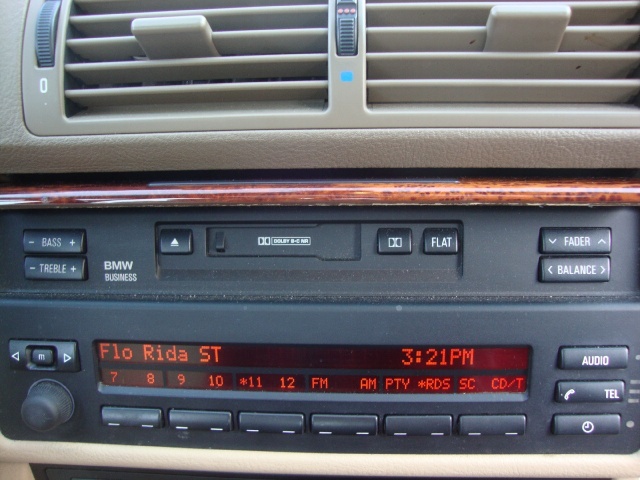 0
- BASS +
DOLBY B-C NR
FLAT
FADER
- TREBLE +
BMW
BUSINESS
< BALANCE >
m
Flo Rida ST 3:21PM
AUDIO
7 8 9 10 *11 12 FM AM PTY *RDS SC CD/T
TEL